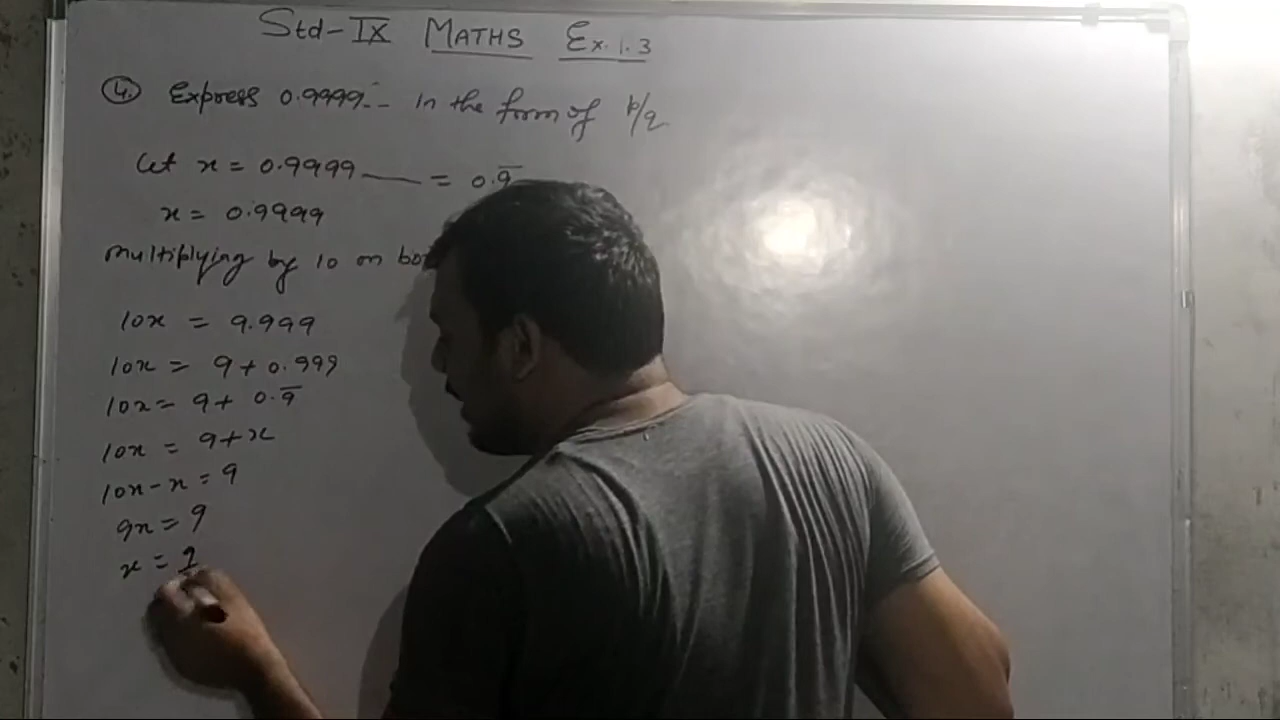 Std-IX MATHS Ex.1.3
4. Express 0.9999... in the form of p/q
Let x = 0.9999 ___ = 0.9̅
x = 0.9999
Multiplying by 10 on
10x = 9.999
10x = 9 + 0.999
10x = 9 + 0.9̅
10x = 9 + x
10x - x = 9
9x = 9
x = 9